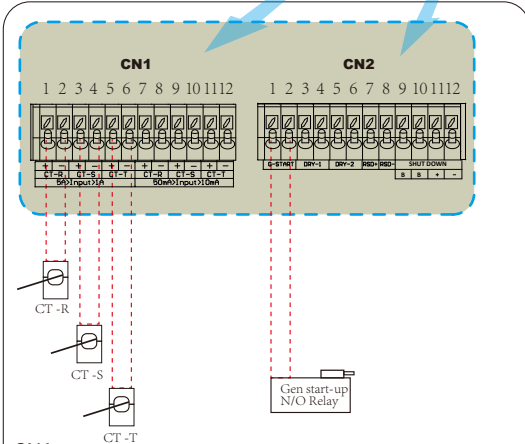 CN1 CN2
1 2 3 4 5 6 7 8 9 10 11 12 1 2 3 4 5 6 7 8 9 10 11 12
+ - + - + - + - + - + - G-START DRY-1 DRY-2 RSD+ RSD- SHUT DOWN
CT-R CT-S CT-T CT-R CT-S CT-T B B + -
5A>Input>1A 50mA>Input>10mA
CT -R
CT -S
Gen start-up
N/O Relay
CT -T